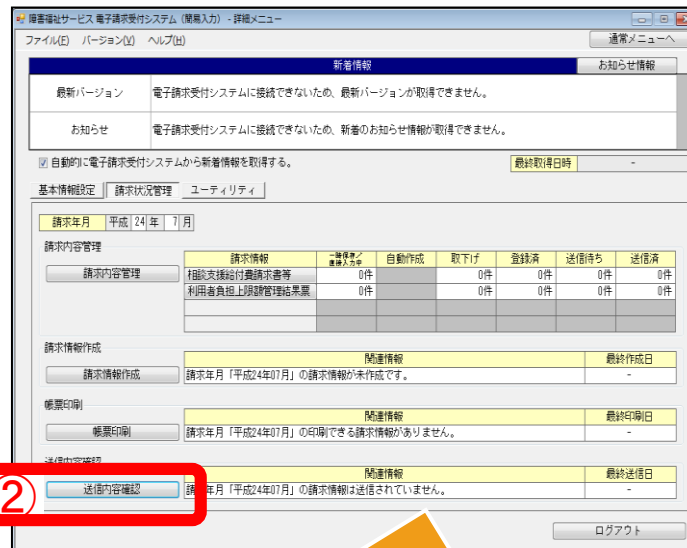 障害福祉サービス 電子請求受付システム (簡易入力) - 詳細メニュー
ファイル(F) バージョン(V) ヘルプ(H) 通常メニューへ
新着情報 お知らせ情報
最新バージョン 電子請求受付システムに接続できないため、最新バージョンが取得できません。
お知らせ 電子請求受付システムに接続できないため、新着のお知らせ情報が取得できません。
自動的に電子請求受付システムから新着情報を取得する。 最終取得日時 -
基本情報設定 請求状況管理 ユーティリティ
請求年月 平成 24 年 7 月
請求内容管理
請求情報 一時保存/直接入力中 自動作成 取下げ 登録済 送信待ち 送信済
請求内容管理 相談支援給付費請求書等 0件 0件 0件 0件 0件
利用者負担上限額管理結果票 0件 0件 0件 0件 0件
請求情報作成
関連情報 最終作成日
請求情報作成 請求年月「平成24年07月」の請求情報が未作成です。 -
帳票印刷
関連情報 最終印刷日
帳票印刷 請求年月「平成24年07月」の印刷できる請求情報がありません。 -
送信内容確認
関連情報 最終送信日
② 送信内容確認 請求年月「平成24年07月」の請求情報は送信されていません。 -
ログアウト